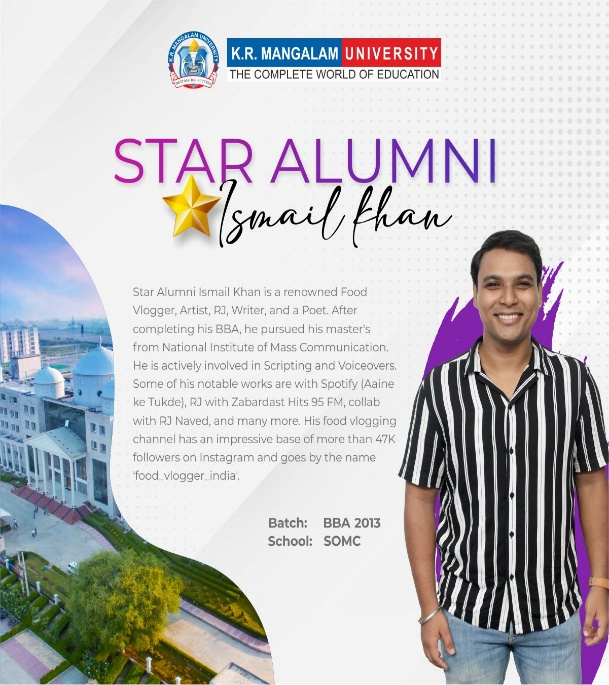 K.R. MANGALAM UNIVERSITY
THE COMPLETE WORLD OF EDUCATION
STAR ALUMNI
Ismail khan
Star Alumni Ismail Khan is a renowned Food
Vlogger, Artist, RJ, Writer, and a Poet. After
completing his BBA, he pursued his master's
from National Institute of Mass Communication.
He is actively involved in Scripting and Voiceovers.
Some of his notable works are with Spotify (Aaine
ke Tukde), RJ with Zabardast Hits 95 FM, collab
with RJ Naved, and many more. His food vlogging
channel has an impressive base of more than 47K
followers on Instagram and goes by the name
'food_vlogger_india'.
Batch: BBA 2013
School: SOMC